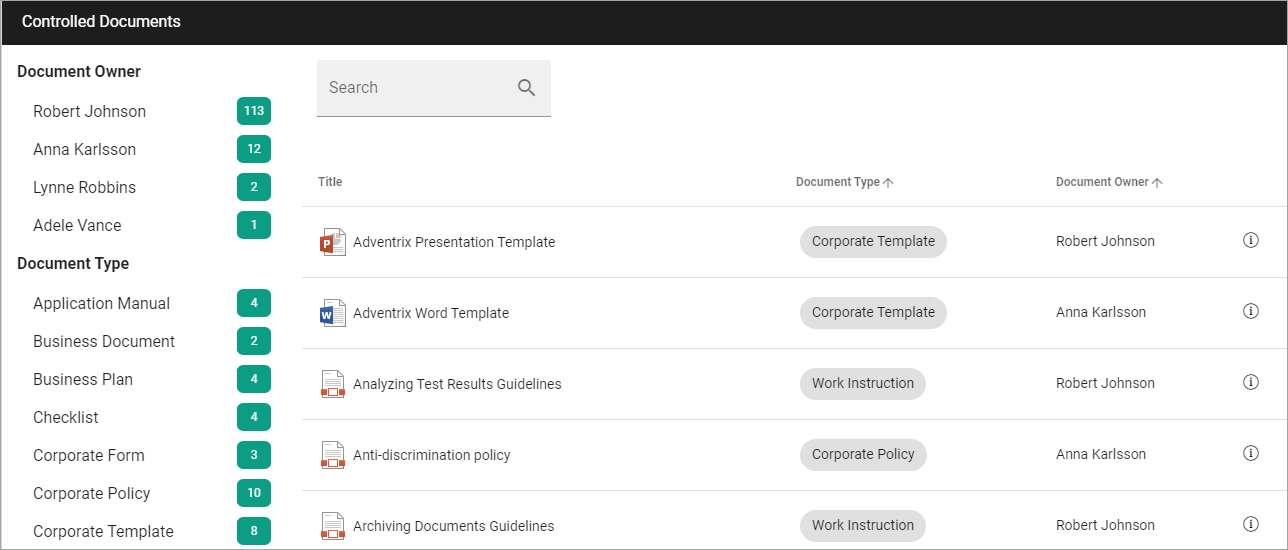 Controlled Documents
Document Owner
Robert Johnson 113
Anna Karlsson 12
Lynne Robbins 2
Adele Vance 1
Document Type
Application Manual 4
Business Document 2
Business Plan 4
Checklist 4
Corporate Form 3
Corporate Policy 10
Corporate Template 8
Search
Title Document Type Document Owner
P Adventrix Presentation Template Corporate Template Robert Johnson
W Adventrix Word Template Corporate Template Anna Karlsson
Analyzing Test Results Guidelines Work Instruction Robert Johnson
Anti-discrimination policy Corporate Policy Anna Karlsson
Archiving Documents Guidelines Work Instruction Robert Johnson